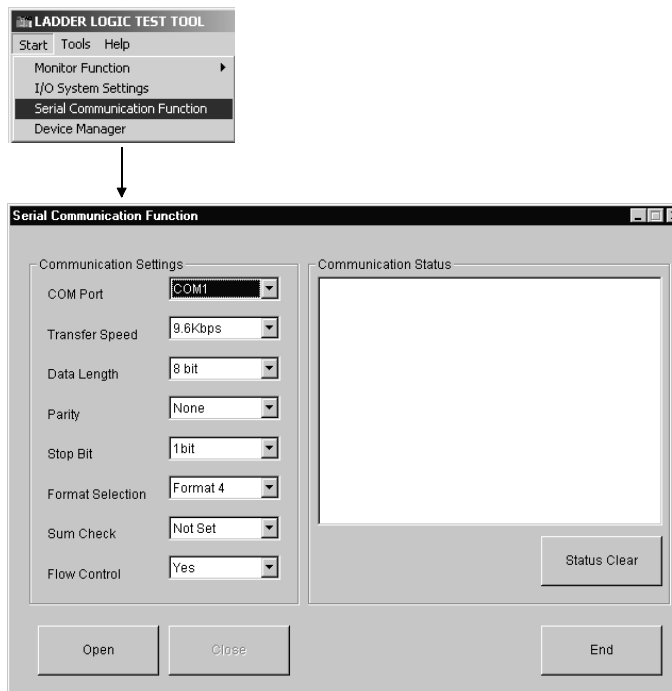 LADDER LOGIC TEST TOOL
Start Tools Help
Monitor Function
I/O System Settings
Serial Communication Function
Device Manager
Serial Communication Function
Communication Settings
COM Port COM1
Transfer Speed 9.6Kbps
Data Length 8 bit
Parity None
Stop Bit 1bit
Format Selection Format 4
Sum Check Not Set
Flow Control Yes
Communication Status
Status Clear
Open Close End